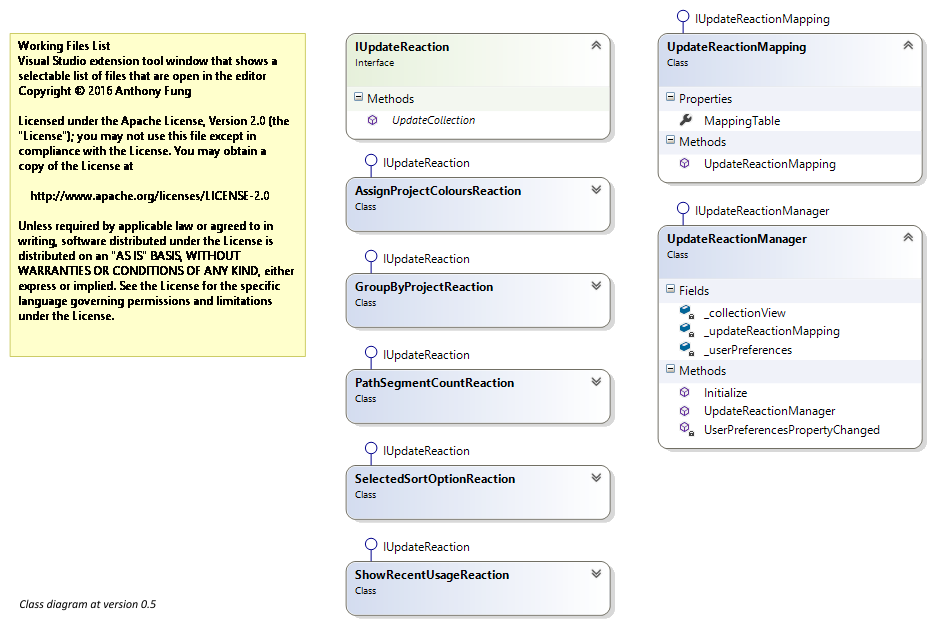 Working Files List
Visual Studio extension tool window that shows a
selectable list of files that are open in the editor
Copyright © 2016 Anthony Fung
Licensed under the Apache License, Version 2.0 (the
"License"); you may not use this file except in
compliance with the License. You may obtain a
copy of the License at
http://www.apache.org/licenses/LICENSE-2.0
Unless required by applicable law or agreed to in
writing, software distributed under the License is
distributed on an "AS IS" BASIS, WITHOUT
WARRANTIES OR CONDITIONS OF ANY KIND, either
express or implied. See the License for the specific
language governing permissions and limitations
under the License.
Class diagram at version 0.5
IUpdateReaction
Interface
Methods
UpdateCollection
IUpdateReaction
AssignProjectColoursReaction
Class
IUpdateReaction
GroupByProjectReaction
Class
IUpdateReaction
PathSegmentCountReaction
Class
IUpdateReaction
SelectedSortOptionReaction
Class
IUpdateReaction
ShowRecentUsageReaction
Class
IUpdateReactionMapping
UpdateReactionMapping
Class
Properties
MappingTable
Methods
UpdateReactionMapping
IUpdateReactionManager
UpdateReactionManager
Class
Fields
_collectionView
_updateReactionMapping
_userPreferences
Methods
Initialize
UpdateReactionManager
UserPreferencesPropertyChanged